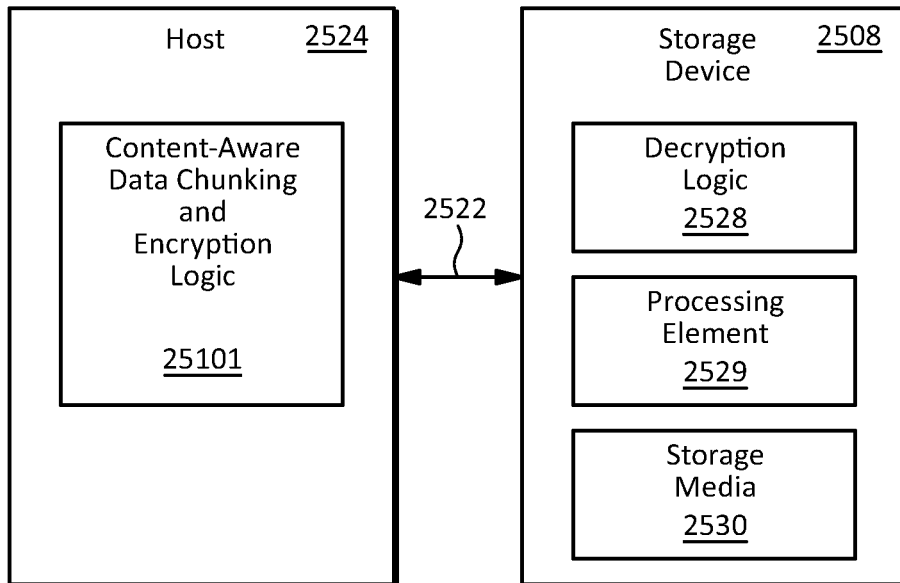 Host 2524
Content-Aware
Data Chunking
and
Encryption
Logic
25101
2522
Storage 2508
Device
Decryption
Logic
2528
Processing
Element
2529
Storage
Media
2530